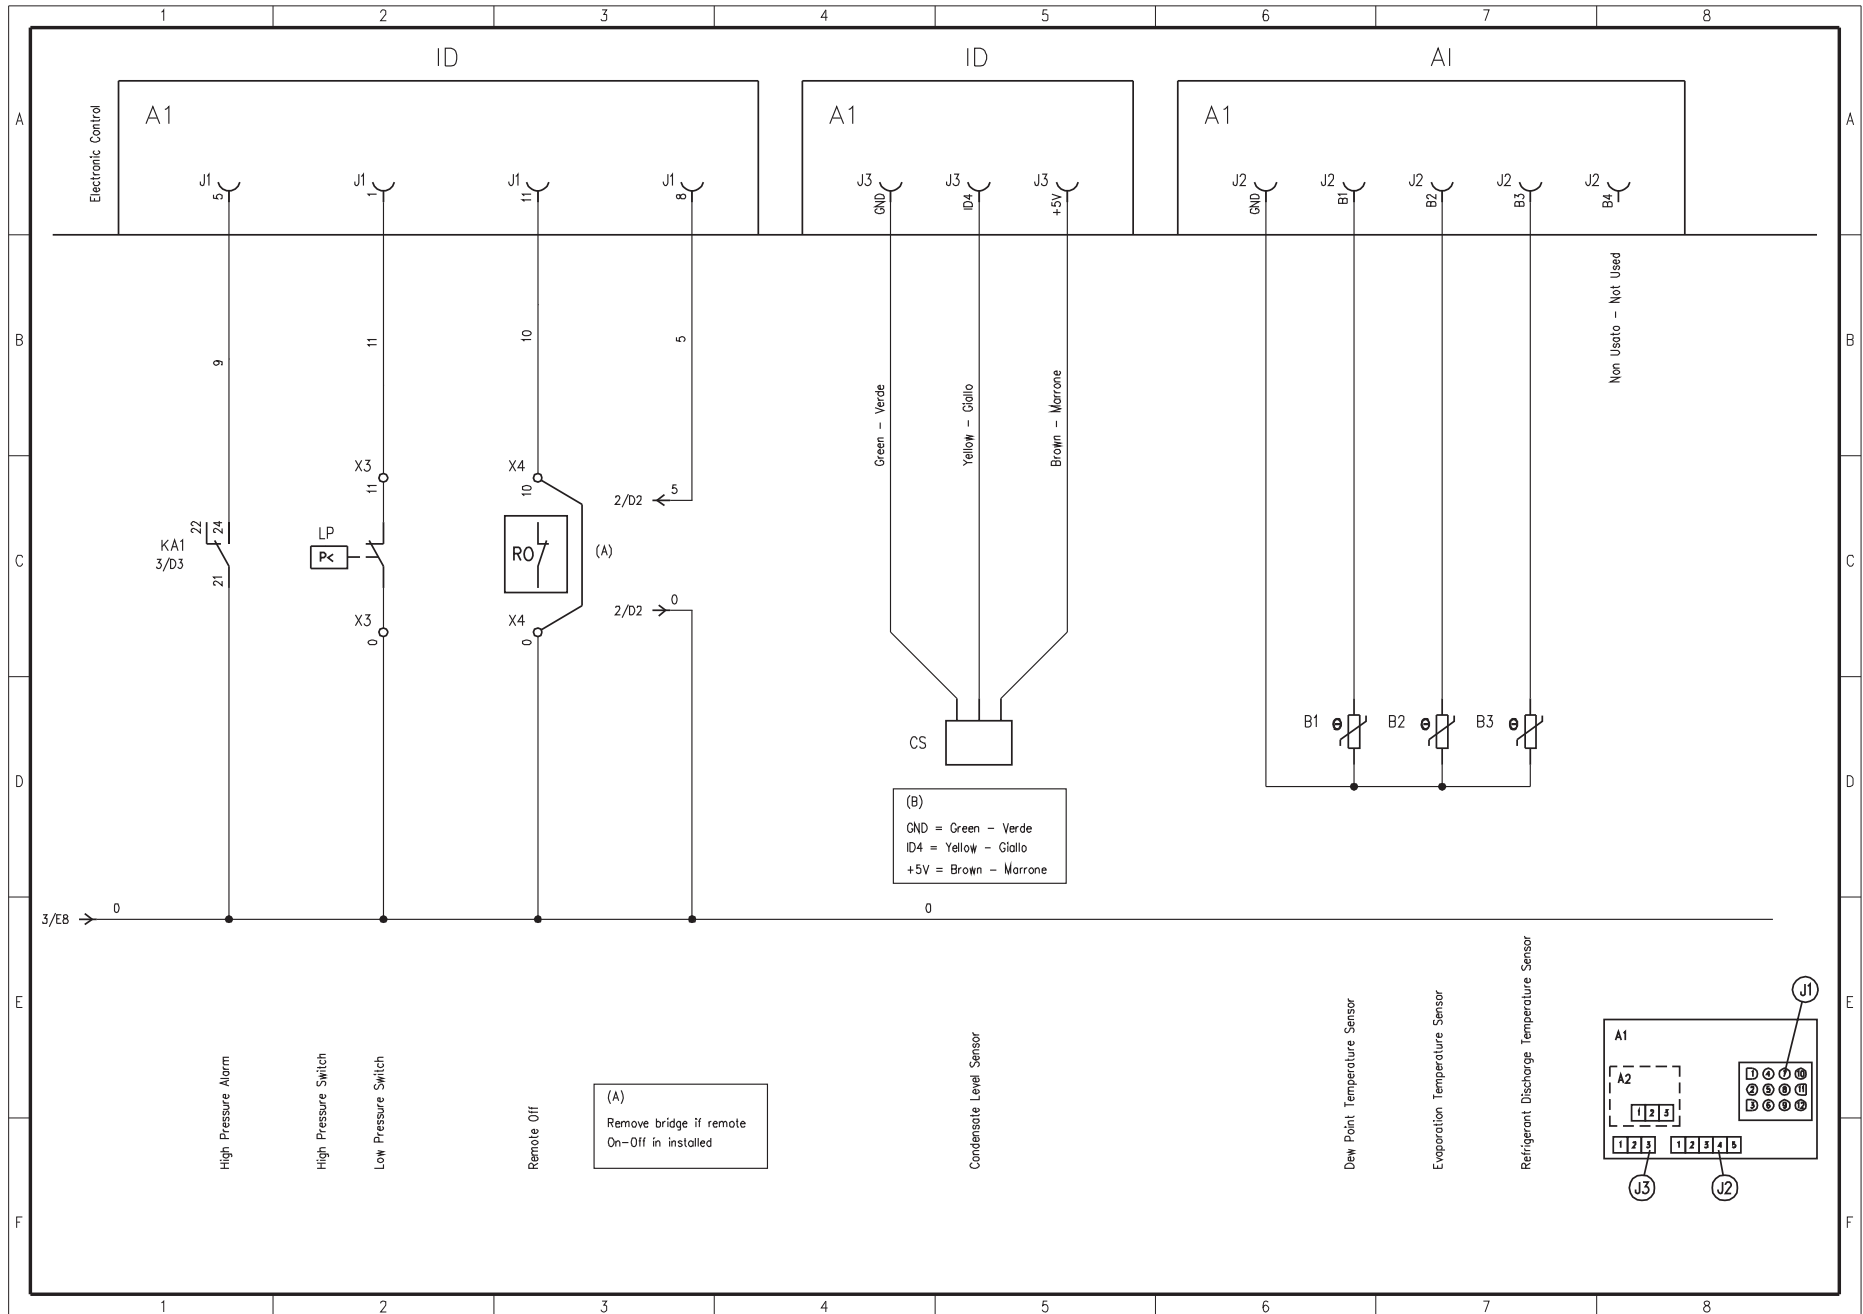 1 2 3 4 5 6 7 8
ID ID AI
A A
Electronic Control
A1 A1 A1
J1 J1 J1 J1 J3 J3 J3 J2 J2 J2 J2 J2
5 1 11 8 GND ID4 +5V GND B1 B2 B3 B4
B B
9 11 10 5
Green - Verde
Yellow - Giallo
Brown - Marrone
Non Usato - Not Used
X3 X4
11 10
2/D2 5
C C
22 24
KA1
3/D3
21
LP
P<
RO
(A)
2/D2 0
X3 X4
0 0
B1 θ B2 θ B3 θ
CS
D D
(B)
GND = Green - Verde
ID4 = Yellow - Giallo
+5V = Brown - Marrone
3/E8 0 0
E E
High Pressure Alarm
High Pressure Switch
Low Pressure Switch
Remote Off
(A)
Remove bridge if remote
On-Off in installed
Condensate Level Sensor
Dew Point Temperature Sensor
Evaporation Temperature Sensor
Refrigerant Discharge Temperature Sensor
J1
A1
A2
1 4 7 10
2 5 8 11
3 6 9 12
1 2 3
1 2 3 1 2 3 4 5
J3 J2
F F
1 2 3 4 5 6 7 8